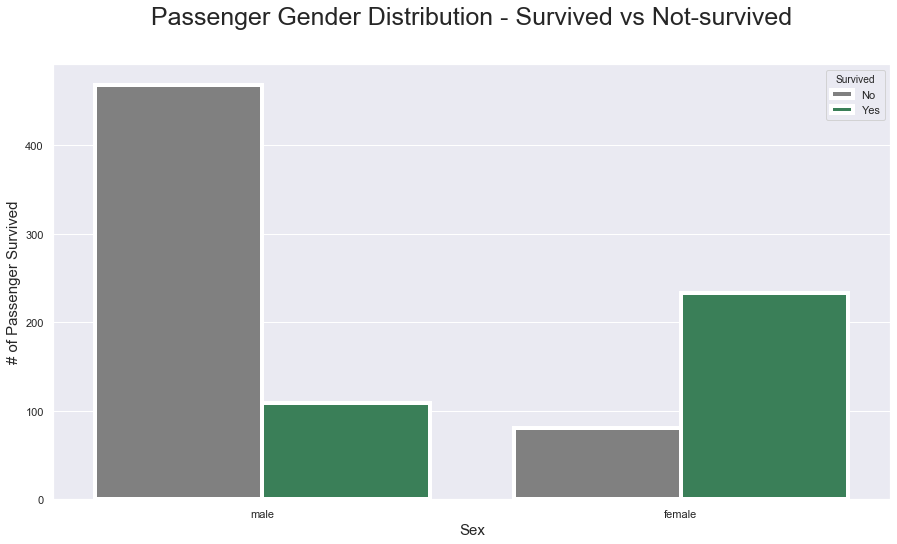 Passenger Gender Distribution - Survived vs Not-survived
Survived
No
Yes
400
300
200
100
0
# of Passenger Survived
male
female
Sex